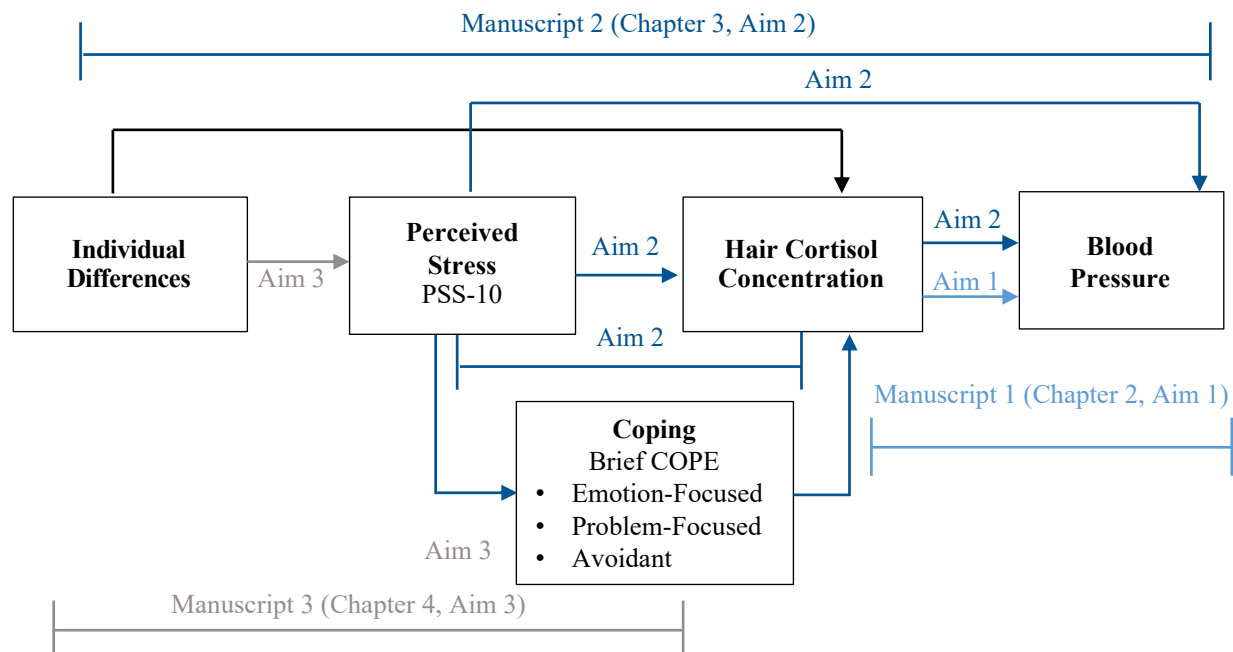 Manuscript 2 (Chapter 3, Aim 2)
Aim 2
Individual
Differences
Aim 3
Perceived
Stress
PSS-10
Aim 2
Hair Cortisol
Concentration
Aim 2
Aim 1
Blood
Pressure
Aim 2
Manuscript 1 (Chapter 2, Aim 1)
Coping
Brief COPE
• Emotion-Focused
• Problem-Focused
• Avoidant
Aim 3
Manuscript 3 (Chapter 4, Aim 3)